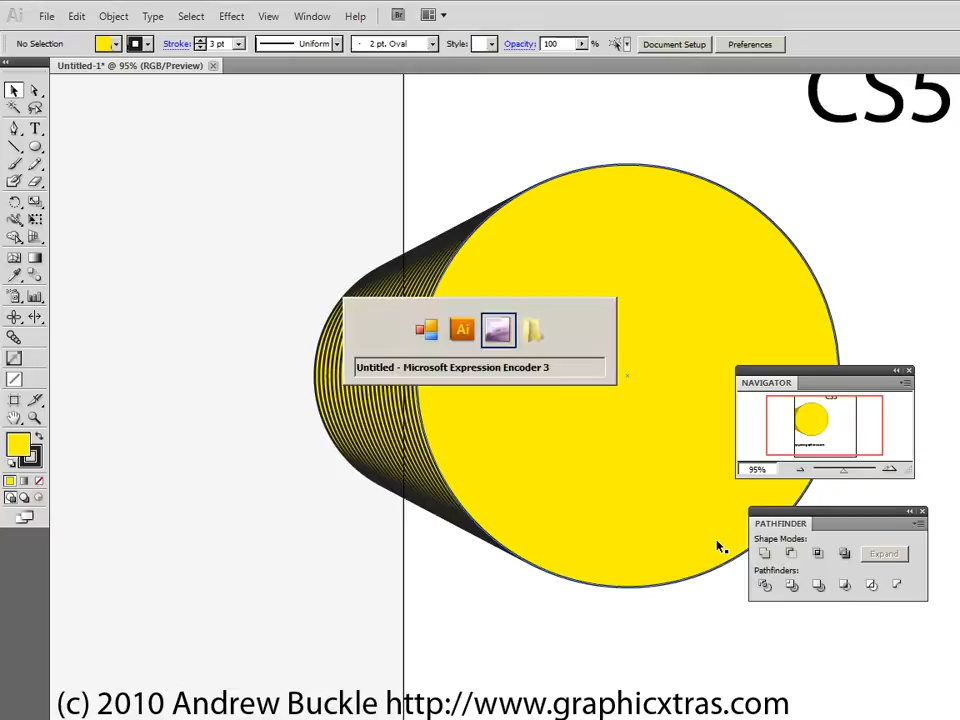 Ai File Edit Object Type Select Effect View Window Help Br
No Selection Stroke: 3 pt Uniform 2 pt. Oval Style: Opacity: 100 % Document Setup Preferences
Untitled-1* @ 95% (RGB/Preview)
CS5
Ai
Untitled - Microsoft Expression Encoder 3
NAVIGATOR
95%
PATHFINDER
Shape Modes:
Expand
Pathfinders:
(c) 2010 Andrew Buckle http://www.graphicxtras.com